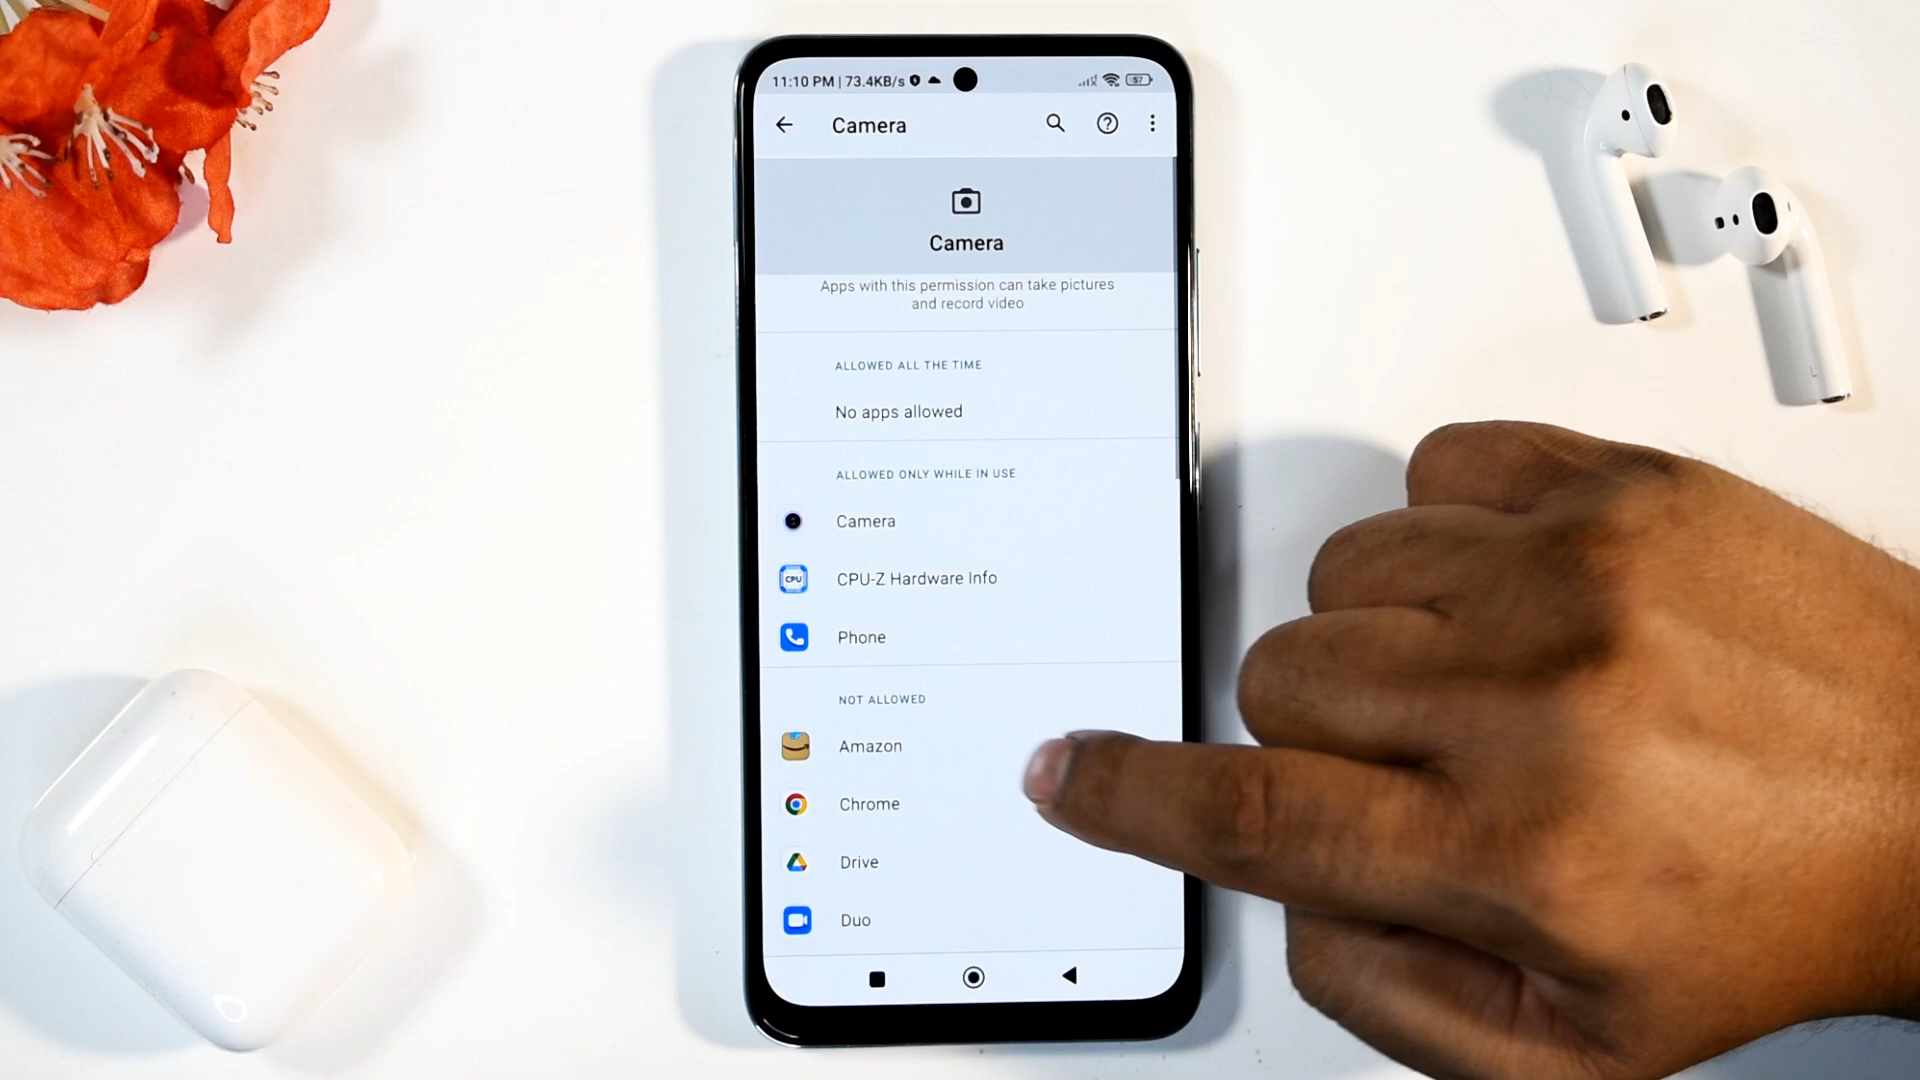 11:10 PM | 73.4KB/s
57
Camera
Camera
Apps with this permission can take pictures
and record video
ALLOWED ALL THE TIME
No apps allowed
ALLOWED ONLY WHILE IN USE
Camera
CPU
CPU-Z Hardware Info
Phone
NOT ALLOWED
Amazon
Chrome
Drive
Duo
L